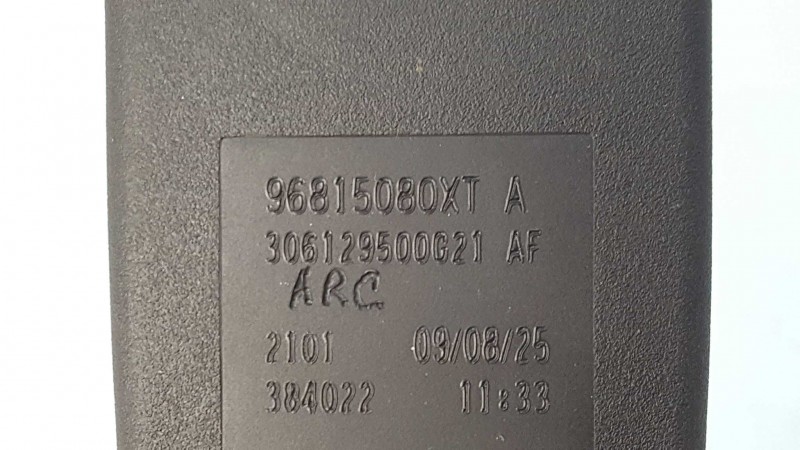 96815080XT A
306129500G21 AF
ARC
2101 09/08/25
384022 11:33